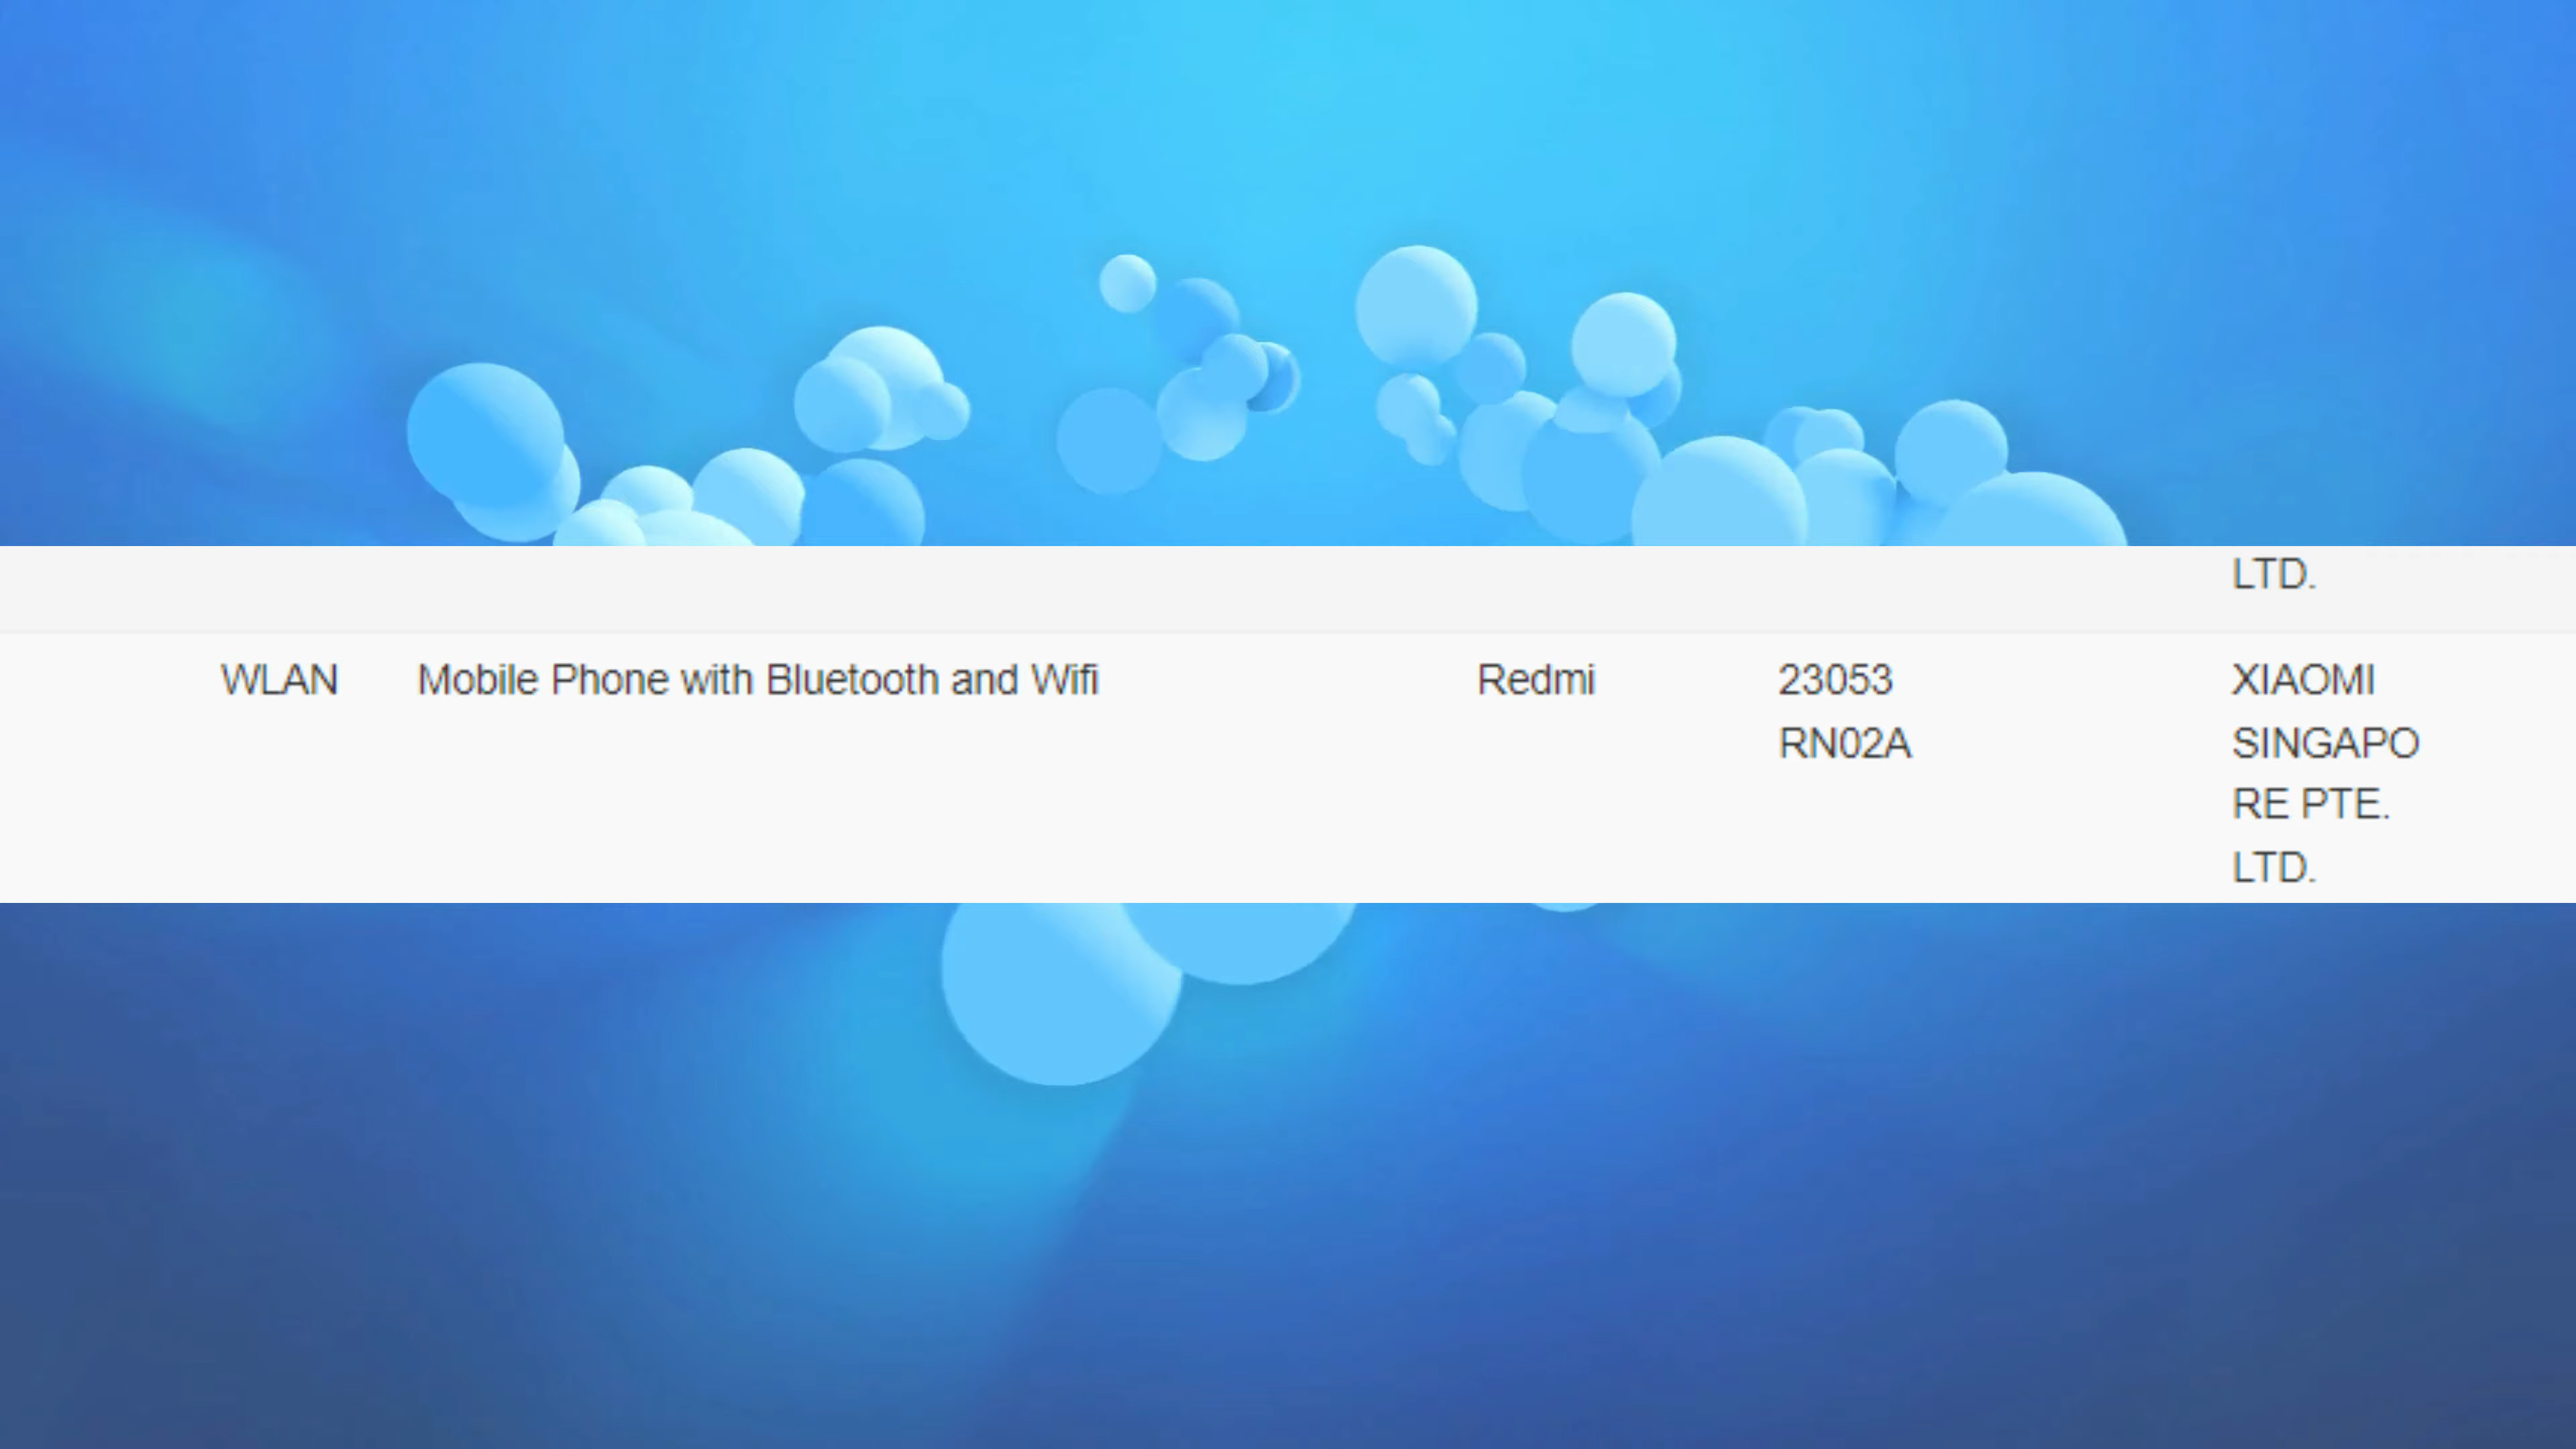 LTD.
WLAN Mobile Phone with Bluetooth and Wifi Redmi 23053 XIAOMI
RN02A SINGAPO
RE PTE.
LTD.